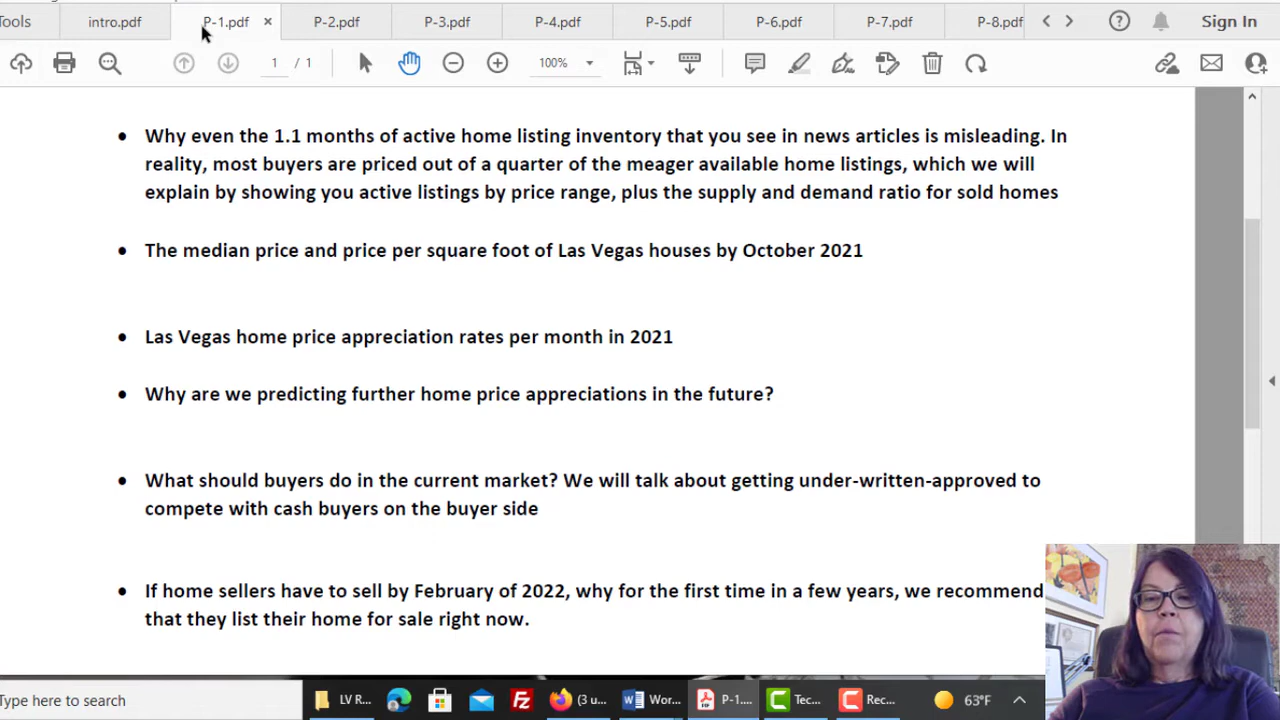 Tools
intro.pdf
P-1.pdf
P-2.pdf
P-3.pdf
P-4.pdf
P-5.pdf
P-6.pdf
P-7.pdf
P-8.pdf
Sign In
1 / 1
100%
• Why even the 1.1 months of active home listing inventory that you see in news articles is misleading. In
reality, most buyers are priced out of a quarter of the meager available home listings, which we will
explain by showing you active listings by price range, plus the supply and demand ratio for sold homes
• The median price and price per square foot of Las Vegas houses by October 2021
• Las Vegas home price appreciation rates per month in 2021
• Why are we predicting further home price appreciations in the future?
• What should buyers do in the current market? We will talk about getting under-written-approved to
compete with cash buyers on the buyer side
• If home sellers have to sell by February of 2022, why for the first time in a few years, we recommend
that they list their home for sale right now.
Type here to search
LV R...
(3 u...
Wor...
P-1....
Tec...
Rec...
63°F